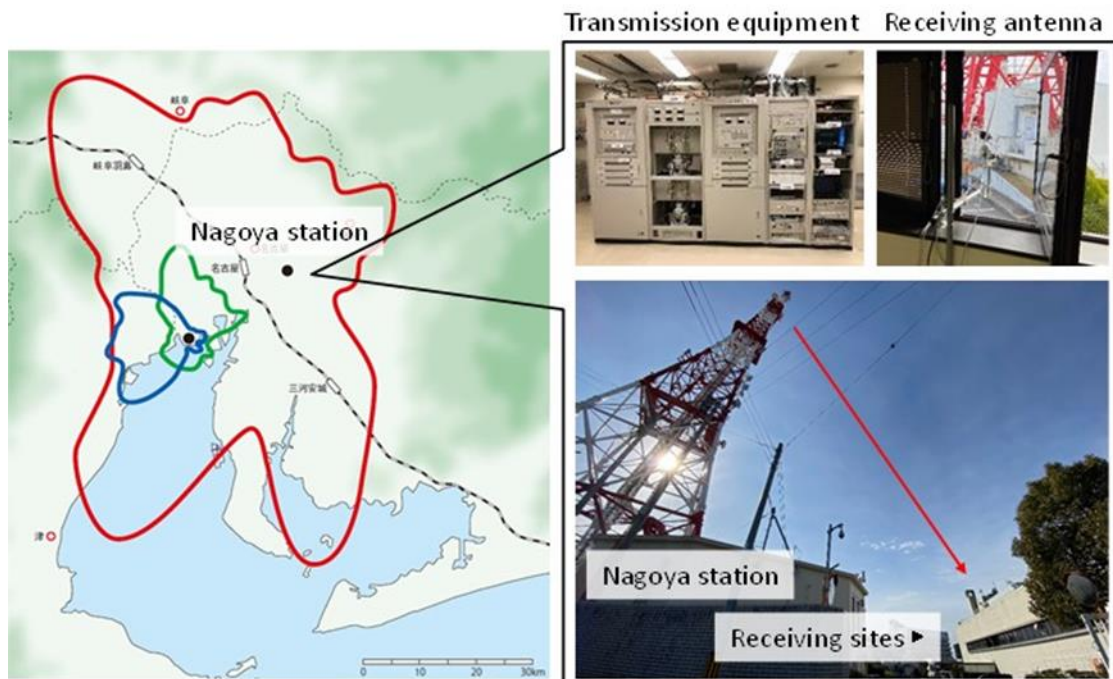 Transmission equipment
Receiving antenna
岐阜
岐阜羽島
Nagoya station
名古屋
三河安城
津
0
10
20
30km
Nagoya station
Receiving sites ▶